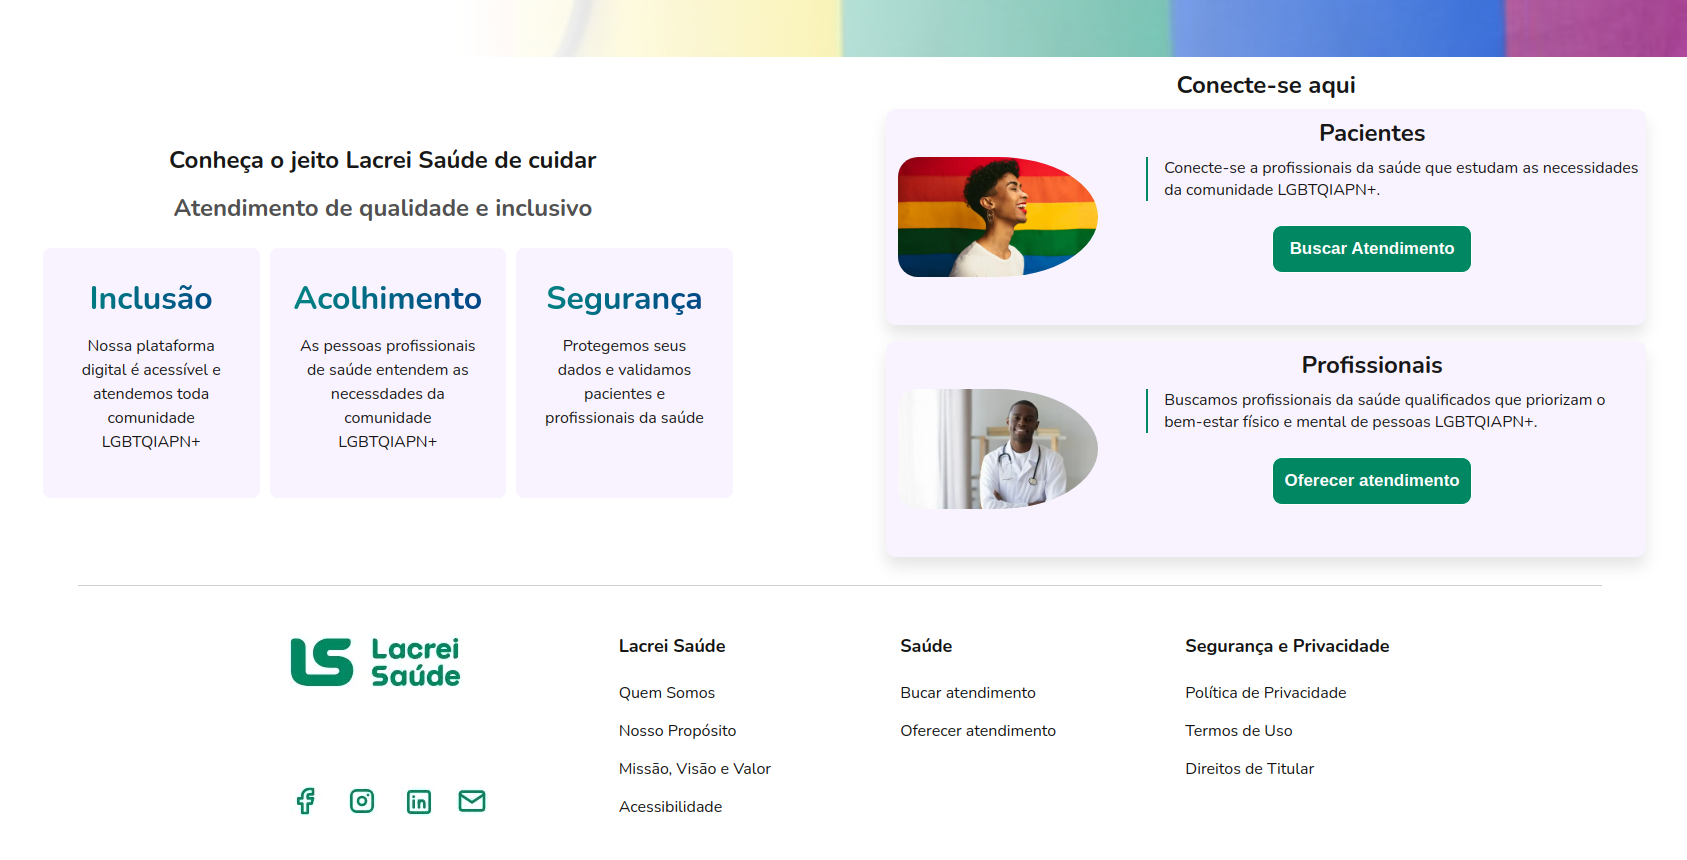 Conheça o jeito Lacrei Saúde de cuidar
Atendimento de qualidade e inclusivo
Inclusão
Nossa plataforma
digital é acessível e
atendemos toda
comunidade
LGBTQIAPN+
Acolhimento
As pessoas profissionais
de saúde entendem as
necessdades da
comunidade
LGBTQIAPN+
Segurança
Protegemos seus
dados e validamos
pacientes e
profissionais da saúde
Conecte-se aqui
Pacientes
Conecte-se a profissionais da saúde que estudam as necessidades
da comunidade LGBTQIAPN+.
Buscar Atendimento
Profissionais
Buscamos profissionais da saúde qualificados que priorizam o
bem-estar físico e mental de pessoas LGBTQIAPN+.
Oferecer atendimento
LS Lacrei
Saúde
Lacrei Saúde
Quem Somos
Nosso Propósito
Missão, Visão e Valor
Acessibilidade
Saúde
Bucar atendimento
Oferecer atendimento
Segurança e Privacidade
Política de Privacidade
Termos de Uso
Direitos de Titular